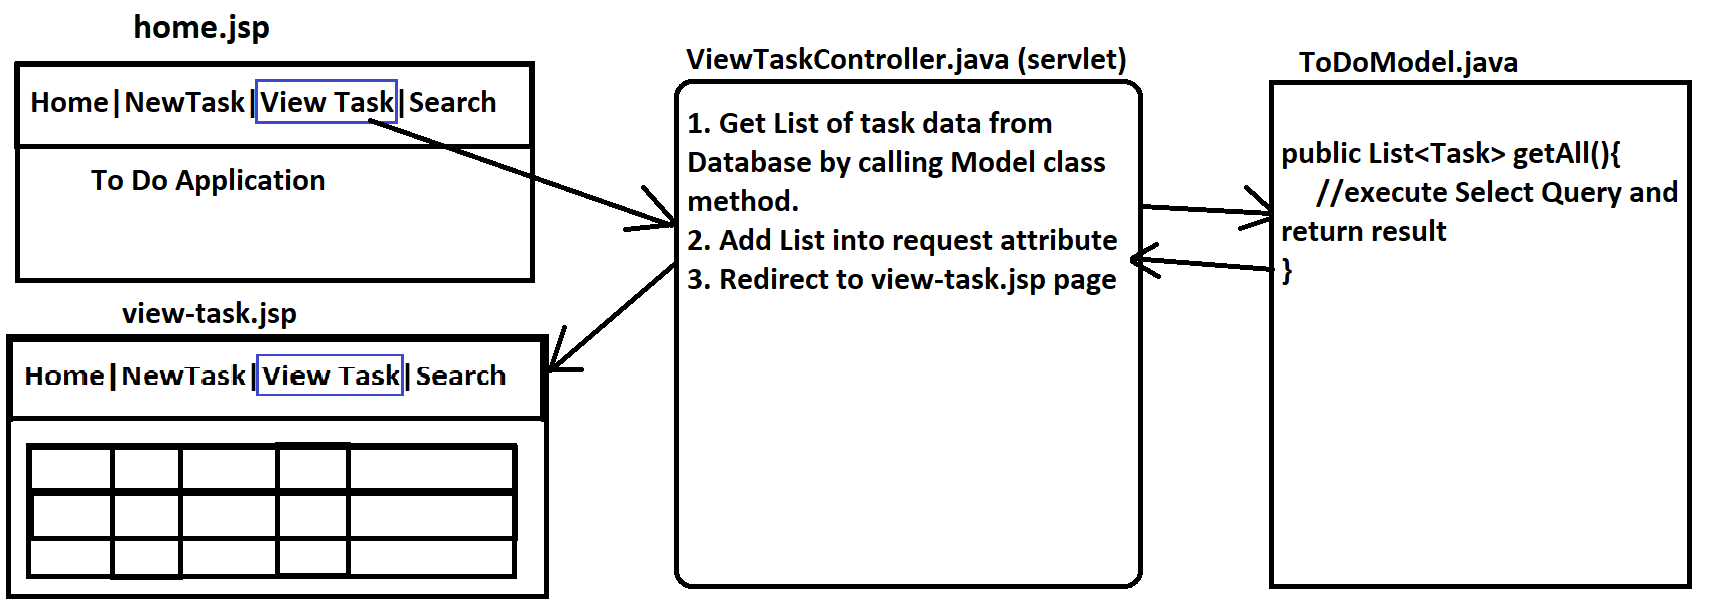 home.jsp
Home|NewTask|View Task|Search
To Do Application
view-task.jsp
Home|NewTask|View Task|Search
ViewTaskController.java (servlet)
1. Get List of task data from
Database by calling Model class
method.
2. Add List into request attribute
3. Redirect to view-task.jsp page
ToDoModel.java
public List<Task> getAll(){
//execute Select Query and
return result
}